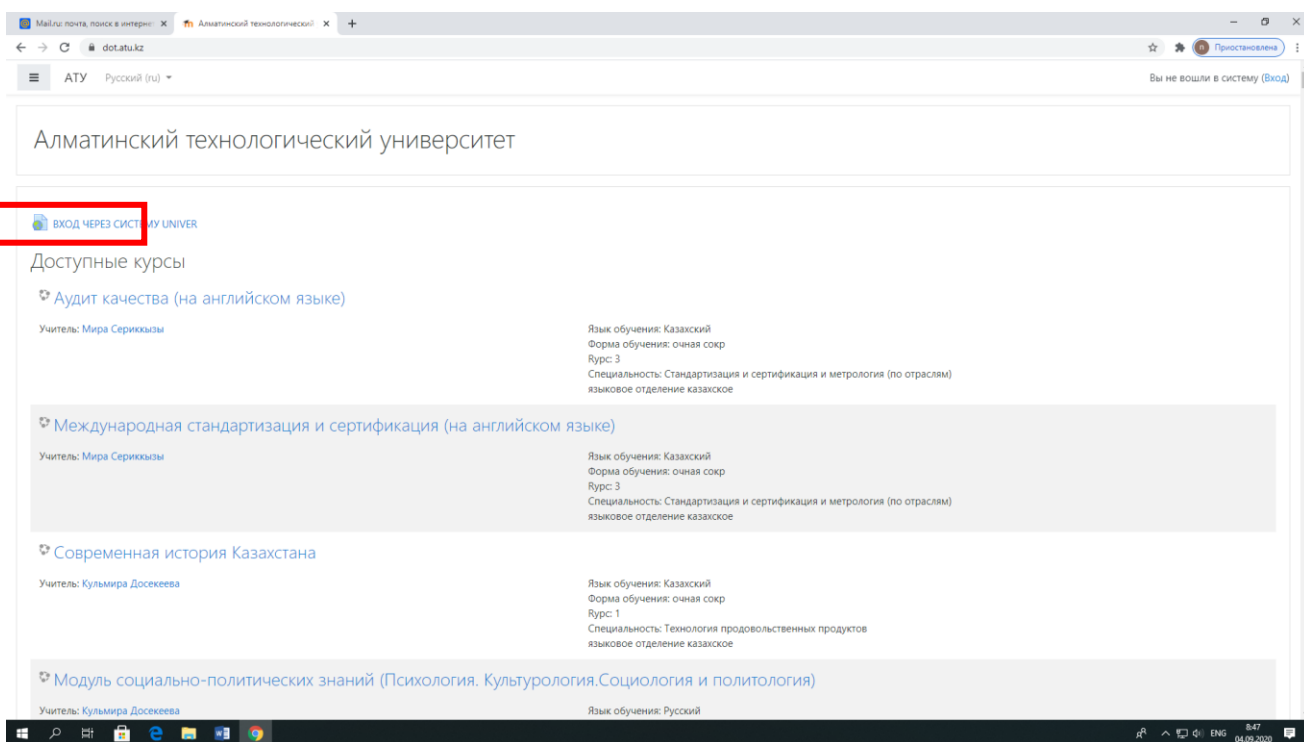 Mail.ru: почта, поиск в интерне
Алматинский технологический
dot.atu.kz
п Приостановлена
АТУ Русский (ru)
Вы не вошли в систему (Вход)
Алматинский технологический университет
ВХОД ЧЕРЕЗ СИСТЕМУ UNIVER
Доступные курсы
Аудит качества (на английском языке)
Учитель: Мира Сериккызы
Язык обучения: Казахский
Форма обучения: очная сокр
Rурс: 3
Специальность: Стандартизация и сертификация и метрология (по отраслям)
языковое отделение казахское
Международная стандартизация и сертификация (на английском языке)
Учитель: Мира Сериккызы
Язык обучения: Казахский
Форма обучения: очная сокр
Rурс: 3
Специальность: Стандартизация и сертификация и метрология (по отраслям)
языковое отделение казахское
Современная история Казахстана
Учитель: Кульмира Досекеева
Язык обучения: Казахский
Форма обучения: очная сокр
Rурс: 1
Специальность: Технология продовольственных продуктов
языковое отделение казахское
Модуль социально-политических знаний (Психология. Культурология.Социология и политология)
Учитель: Кульмира Досекеева
Язык обучения: Русский
ENG
8:47
04.09.2020